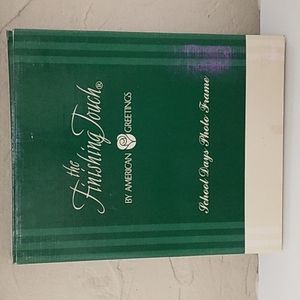 the
Finishing Touch®
BY AMERICAN GREETINGS
School Days Photo Frame